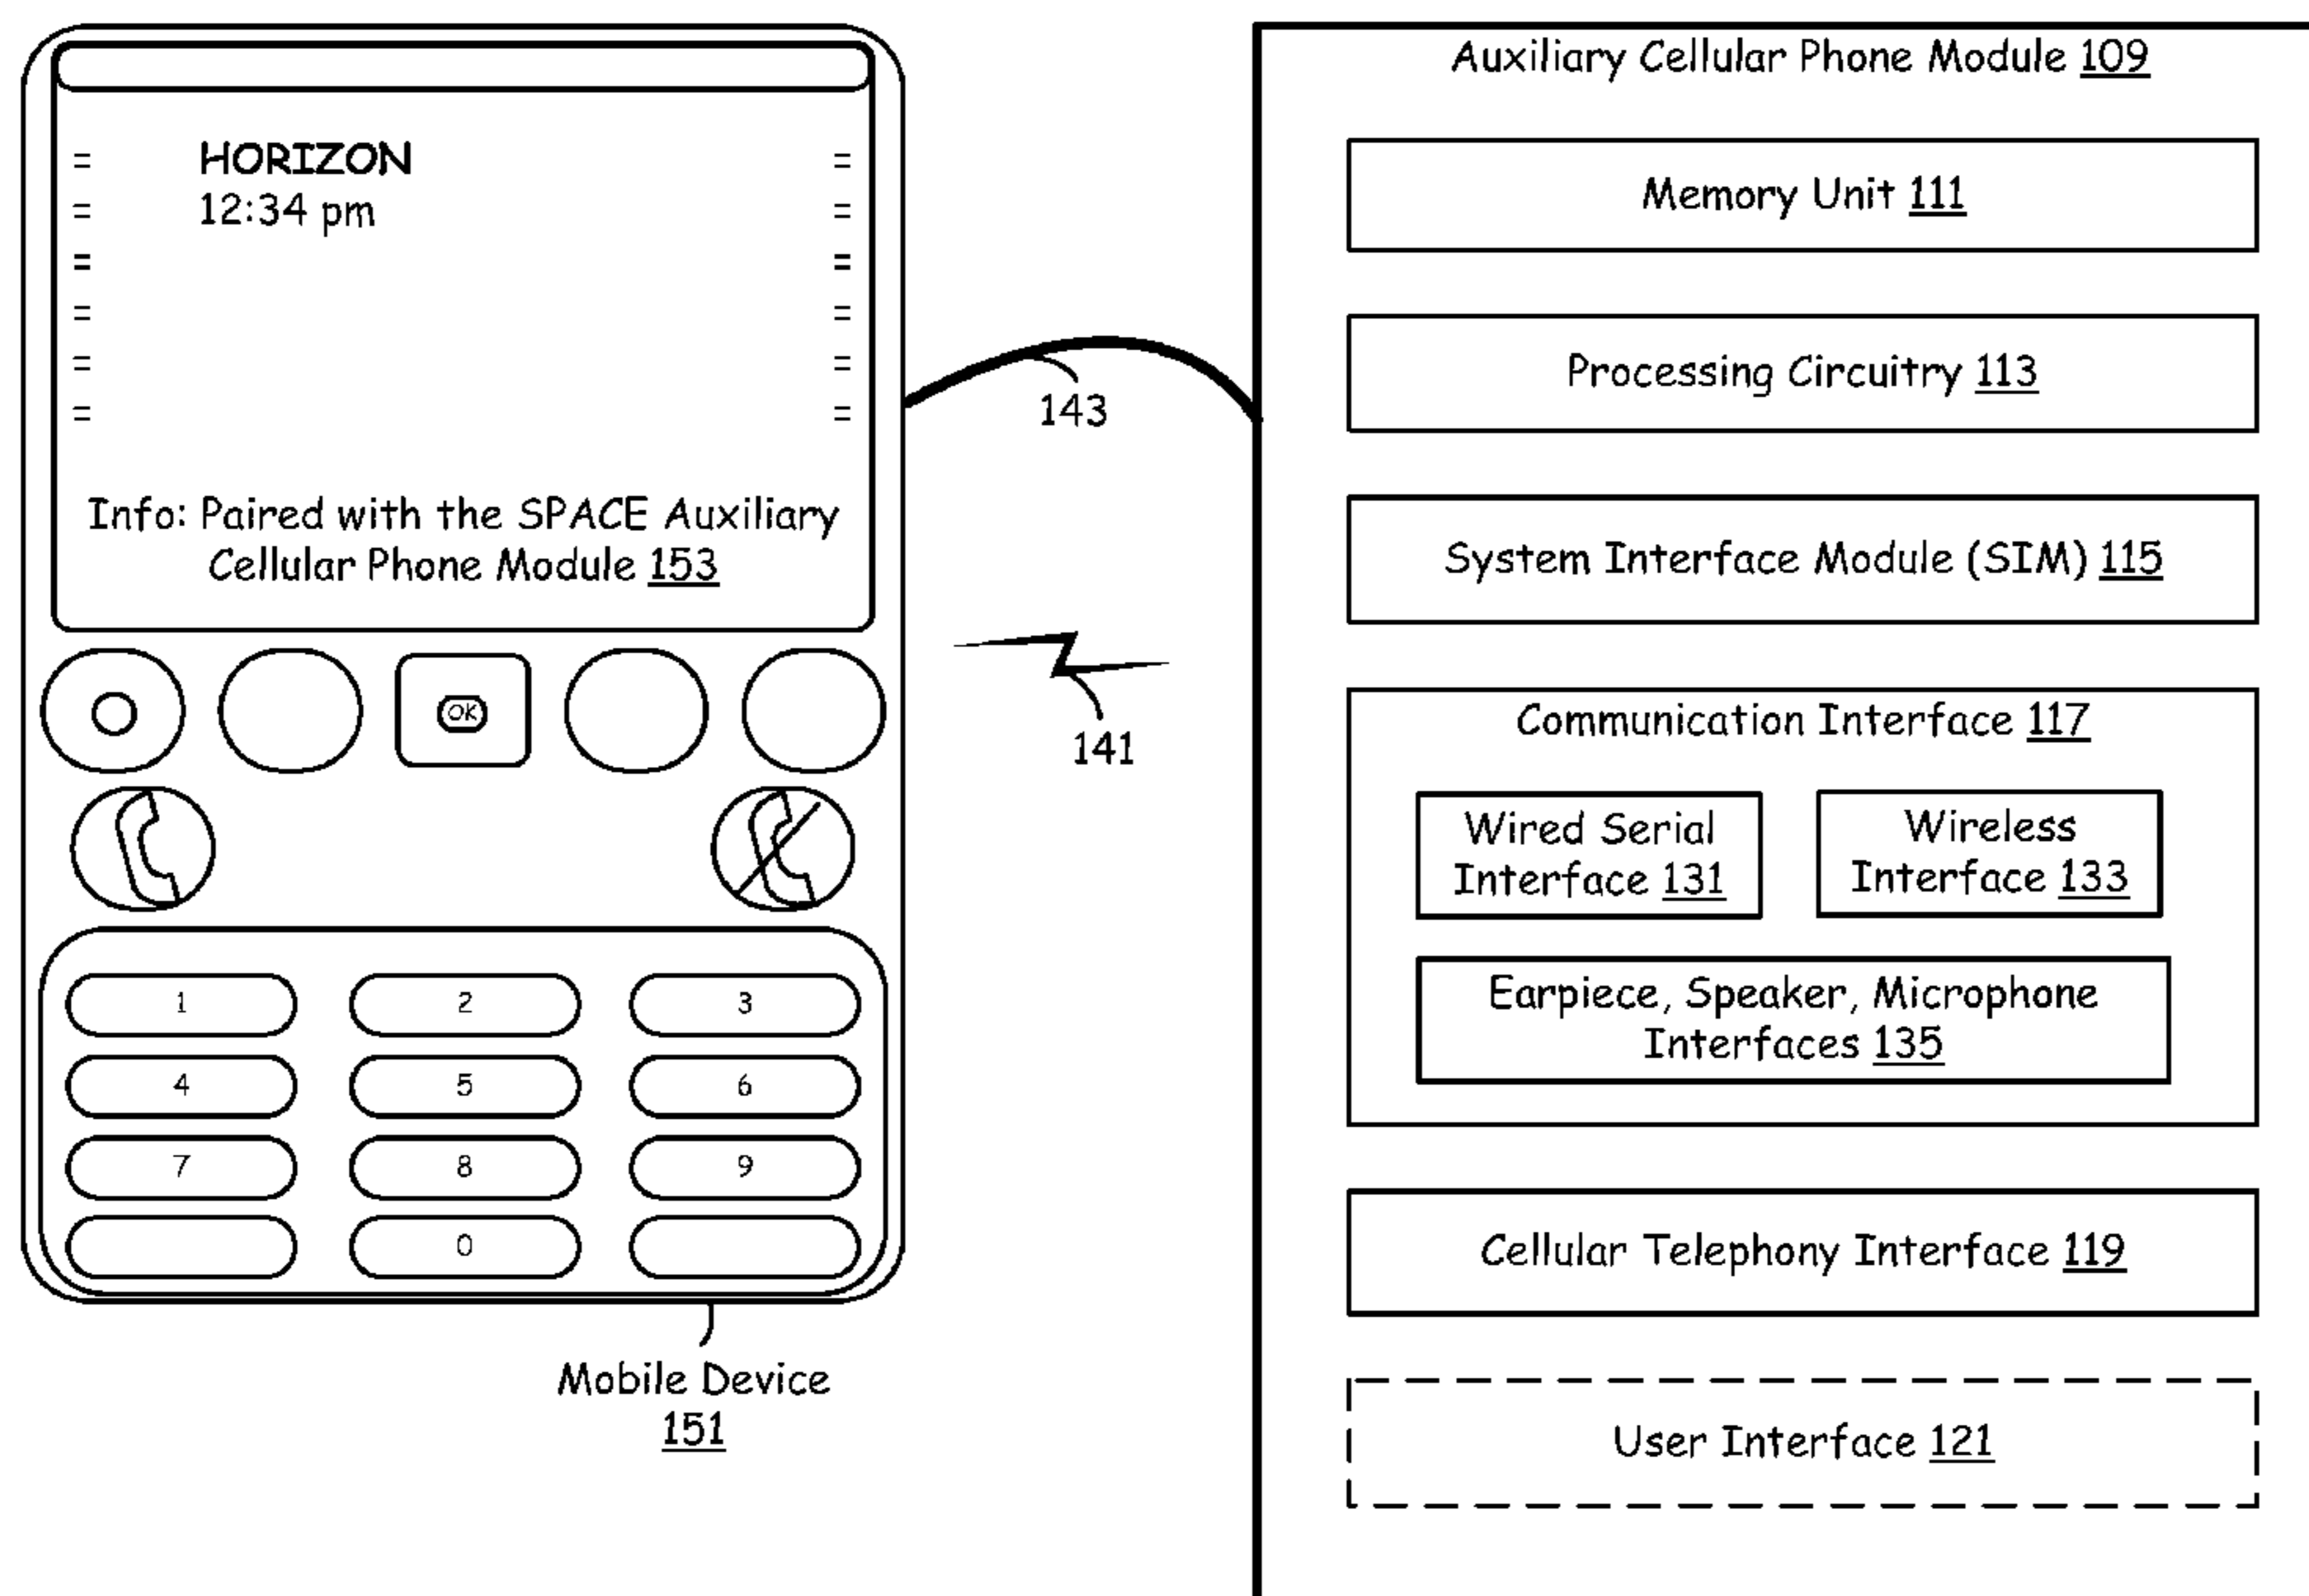 HORIZON
12:34 pm
Info: Paired with the SPACE Auxiliary
Cellular Phone Module 153
OK
1 2 3
4 5 6
7 8 9
0
Mobile Device
151
143
141
Auxiliary Cellular Phone Module 109
Memory Unit 111
Processing Circuitry 113
System Interface Module (SIM) 115
Communication Interface 117
Wired Serial
Interface 131
Wireless
Interface 133
Earpiece, Speaker, Microphone
Interfaces 135
Cellular Telephony Interface 119
User Interface 121